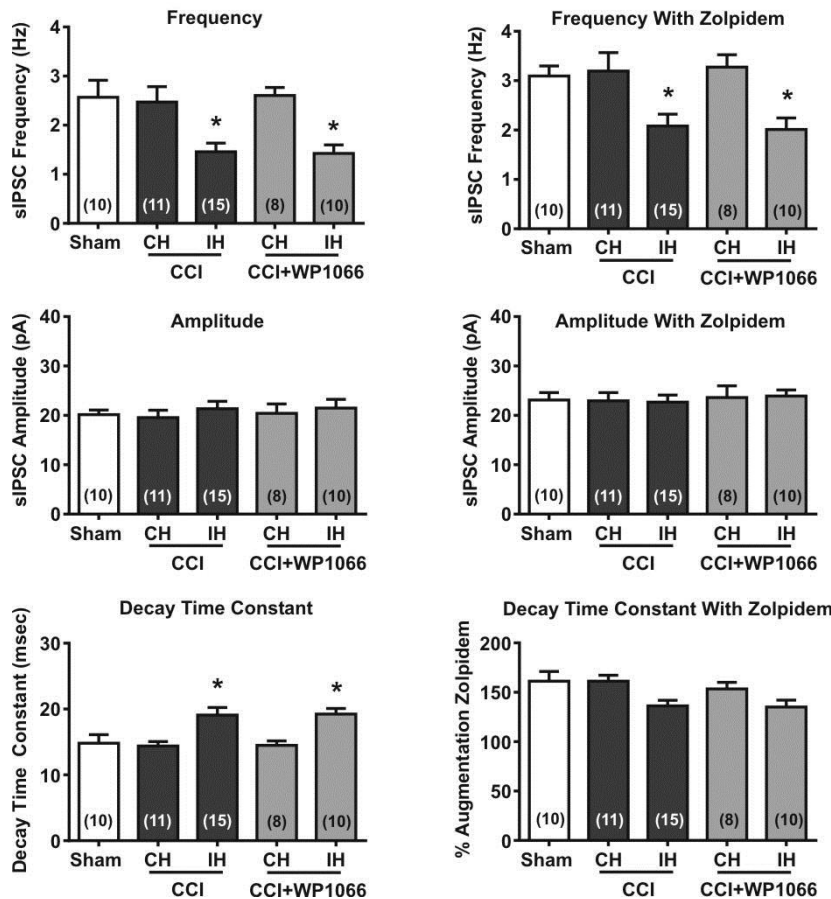 Frequency
sIPSC Frequency (Hz)
4
3
2
1
0
* *
(10) (11) (15) (8) (10)
Sham CH IH CH IH
CCI CCI+WP1066
Frequency With Zolpidem
sIPSC Frequency (Hz)
4
3
2
1
0
* *
(10) (11) (15) (8) (10)
Sham CH IH CH IH
CCI CCI+WP1066
Amplitude
sIPSC Amplitude (pA)
40
30
20
10
0
(10) (11) (15) (8) (10)
Sham CH IH CH IH
CCI CCI+WP1066
Amplitude With Zolpidem
sIPSC Amplitude (pA)
40
30
20
10
0
(10) (11) (15) (8) (10)
Sham CH IH CH IH
CCI CCI+WP1066
Decay Time Constant
Decay Time Constant (msec)
30
20
10
0
* *
(10) (11) (15) (8) (10)
Sham CH IH CH IH
CCI CCI+WP1066
Decay Time Constant With Zolpidem
% Augmentation Zolpidem
200
150
100
50
0
(10) (11) (15) (8) (10)
Sham CH IH CH IH
CCI CCI+WP1066